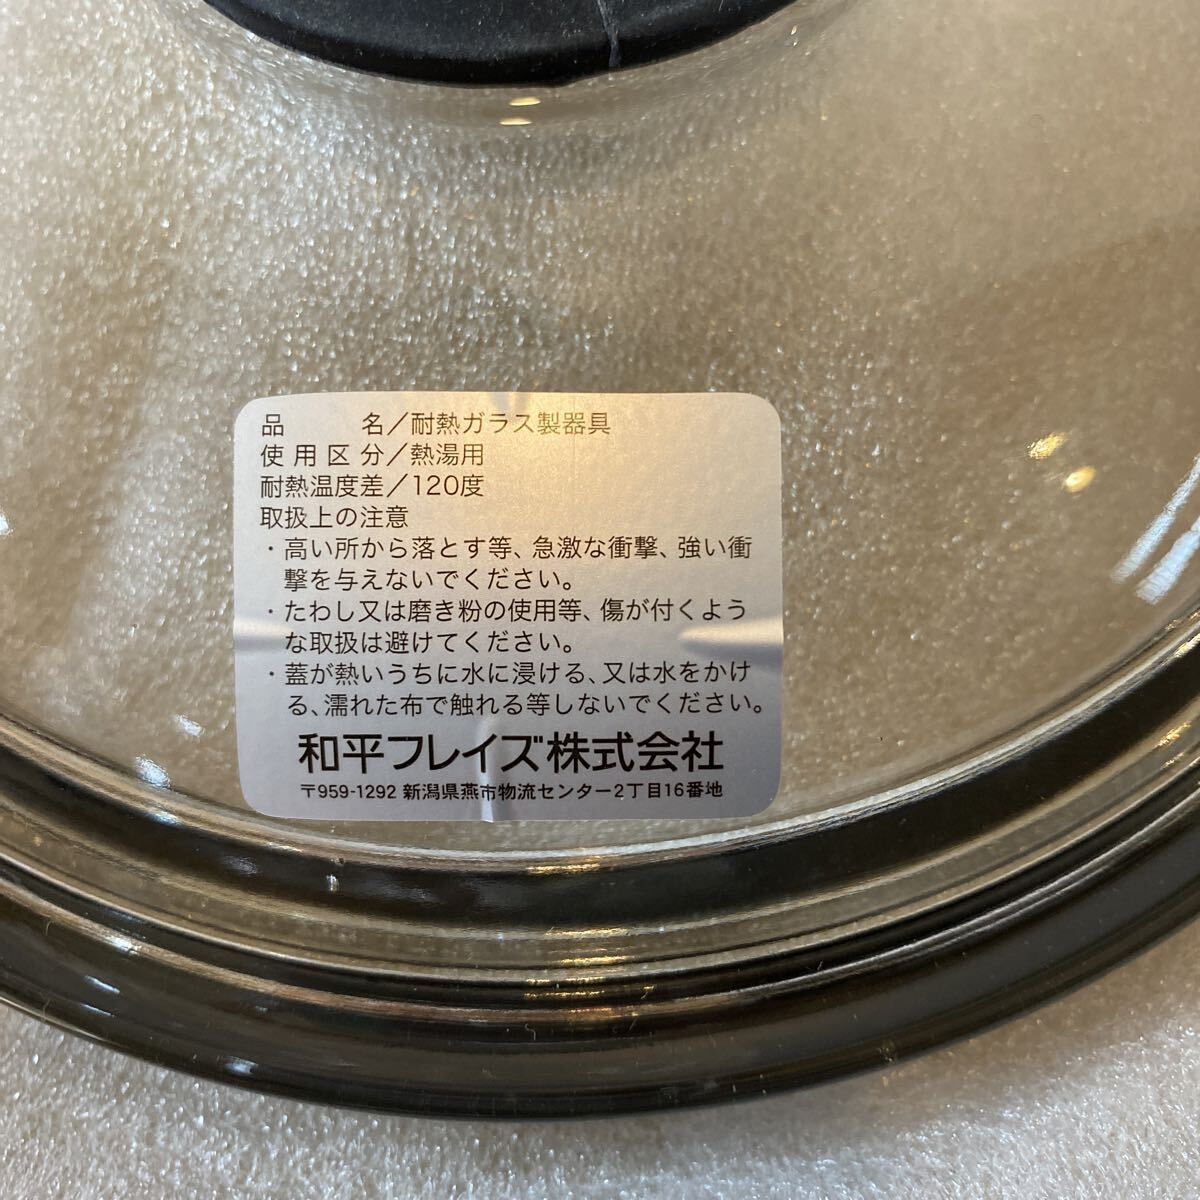 品　　名／耐熱ガラス製器具
使用区分／熱湯用
耐熱温度差／120度
取扱上の注意
・高い所から落とす等、急激な衝撃、強い衝
撃を与えないでください。
・たわし又は磨き粉の使用等、傷が付くよう
な取扱は避けてください。
・蓋が熱いうちに水に浸ける、又は水をかけ
る、濡れた布で触れる等しないでください。
和平フレイズ株式会社
〒959-1292 新潟県燕市物流センター2丁目16番地